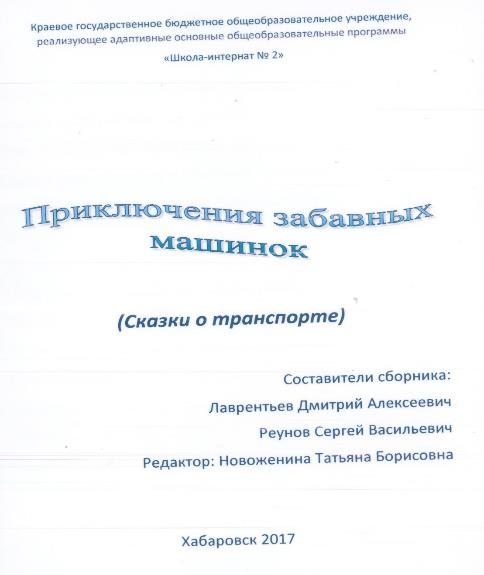 Краевое государственное бюджетное общеобразовательное учреждение,
реализующее адаптивные основные общеобразовательные программы
«Школа-интернат № 2»
Приключения забавных
машинок
(Сказки о транспорте)
Составители сборника:
Лаврентьев Дмитрий Алексеевич
Реунов Сергей Васильевич
Редактор: Новоженина Татьяна Борисовна
Хабаровск 2017